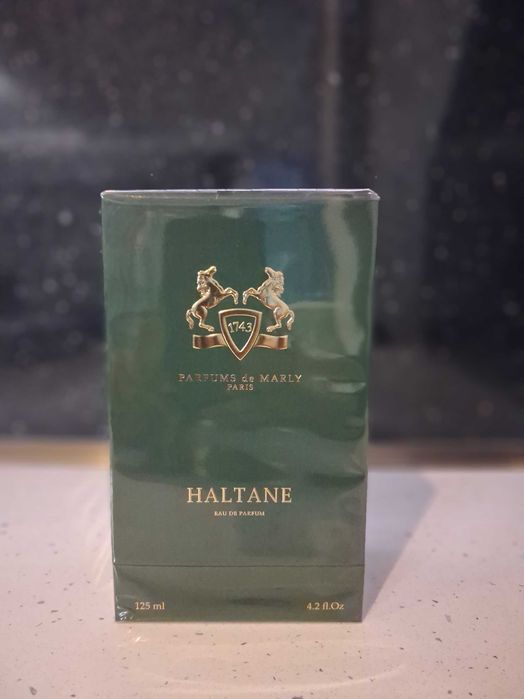 1743
PARFUMS de MARLY
PARIS
HALTANE
EAU DE PARFUM
125 ml 4.2 fl.Oz